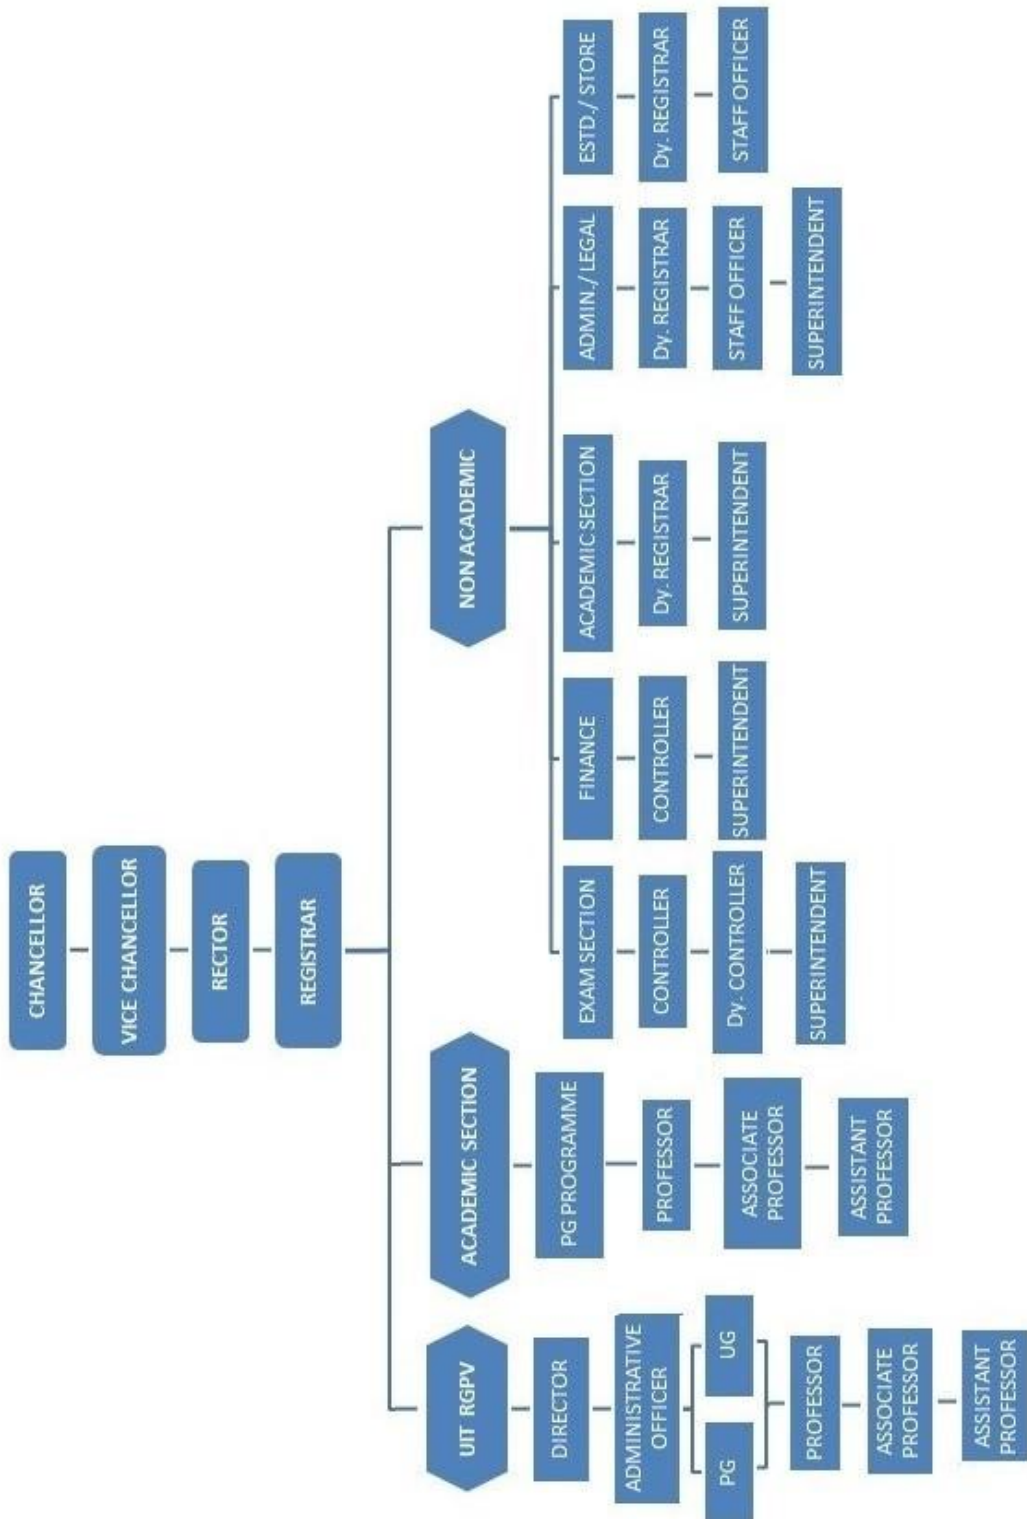 CHANCELLOR
VICE CHANCELLOR
RECTOR
REGISTRAR
UIT RGPV
ACADEMIC SECTION
NON ACADEMIC
DIRECTOR
ADMINISTRATIVE
OFFICER
PG
UG
PROFESSOR
ASSOCIATE
PROFESSOR
ASSISTANT
PROFESSOR
PG PROGRAMME
PROFESSOR
ASSOCIATE
PROFESSOR
ASSISTANT
PROFESSOR
EXAM SECTION
CONTROLLER
Dy. CONTROLLER
SUPERINTENDENT
FINANCE
CONTROLLER
SUPERINTENDENT
ACADEMIC SECTION
Dy. REGISTRAR
SUPERINTENDENT
ADMIN./ LEGAL
Dy. REGISTRAR
STAFF OFFICER
SUPERINTENDENT
ESTD./ STORE
Dy. REGISTRAR
STAFF OFFICER